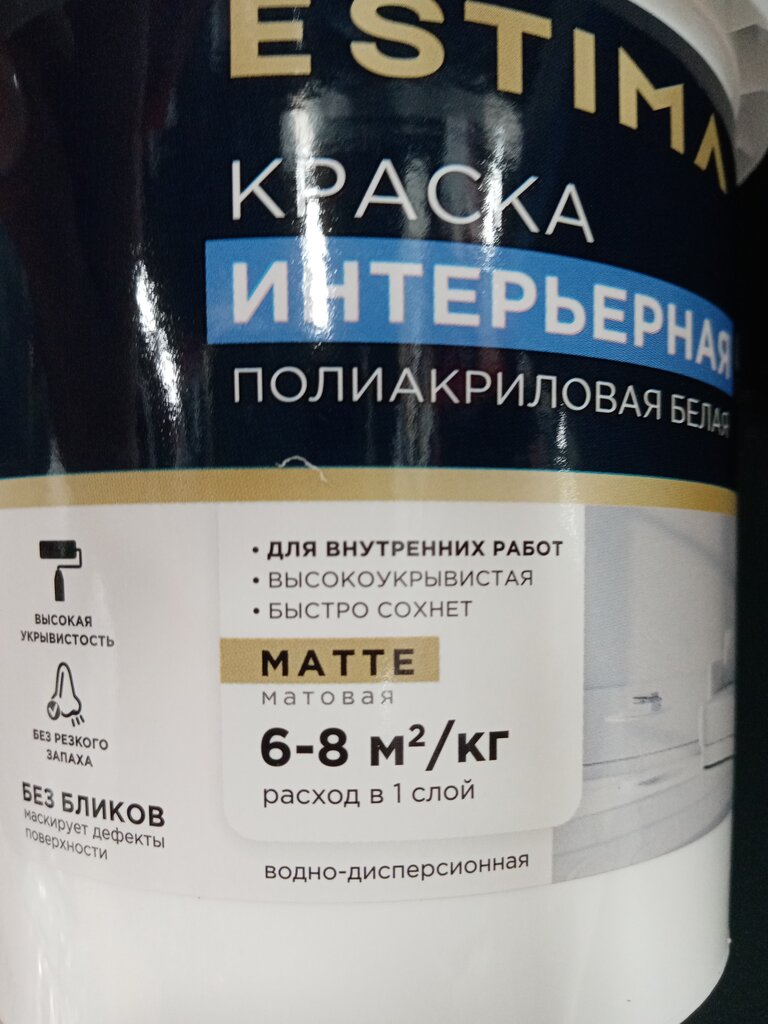 ESTIMA
КРАСКА
ИНТЕРЬЕРНАЯ
ПОЛИАКРИЛОВАЯ БЕЛАЯ
• ДЛЯ ВНУТРЕННИХ РАБОТ
• ВЫСОКОУКРЫВИСТАЯ
• БЫСТРО СОХНЕТ
MATTE
матовая
6-8 м²/кг
расход в 1 слой
водно-дисперсионная
ВЫСОКАЯ
УКРЫВИСТОСТЬ
БЕЗ РЕЗКОГО
ЗАПАХА
БЕЗ БЛИКОВ
маскирует дефекты
поверхности